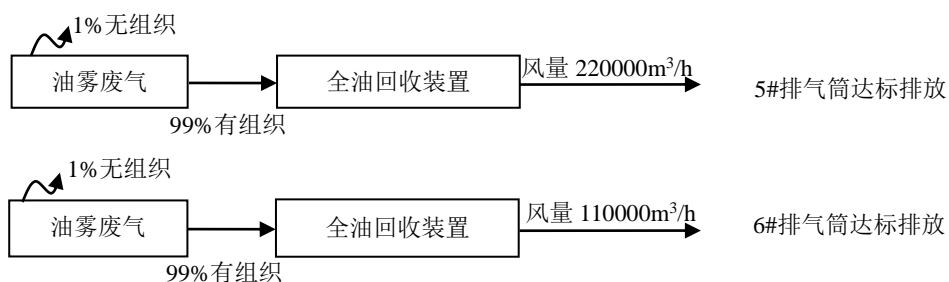 1%无组织
油雾废气
99%有组织
全油回收装置
风量 220000m³/h
5#排气筒达标排放
1%无组织
油雾废气
99%有组织
全油回收装置
风量 110000m³/h
6#排气筒达标排放